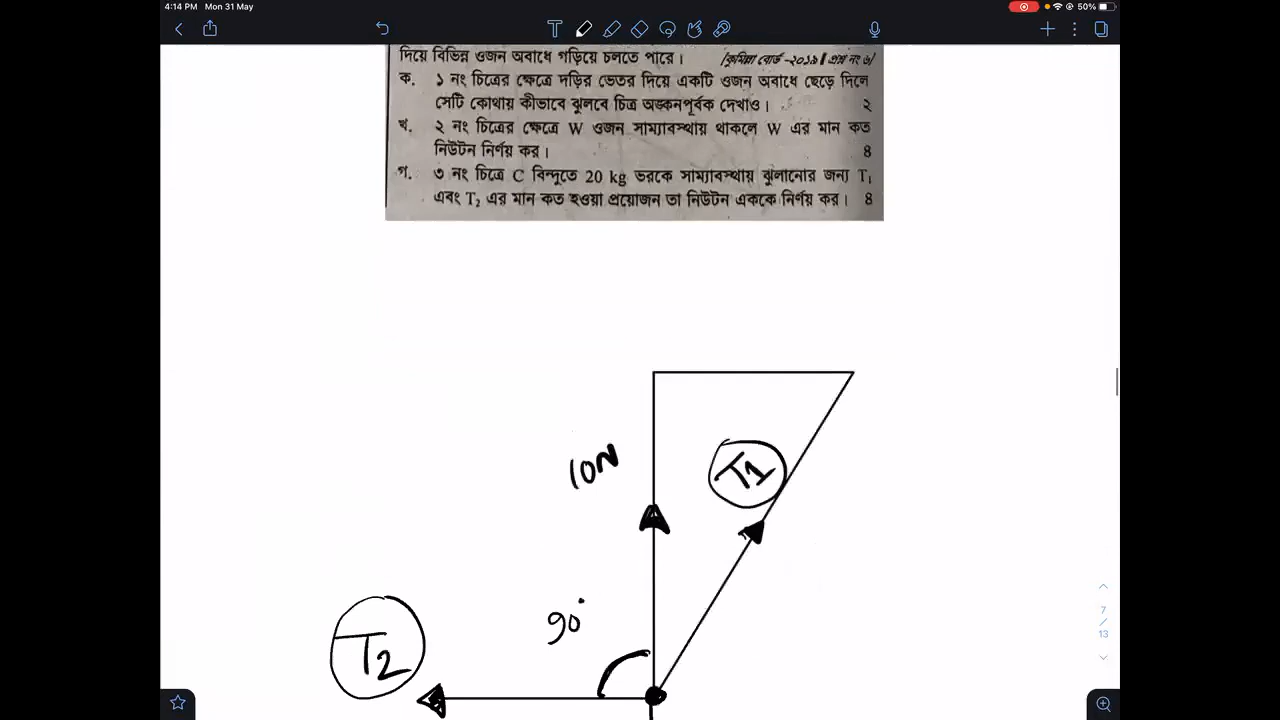 4:14 PM Mon 31 May
50%
দিয়ে বিভিন্ন ওজন অবাধে গড়িয়ে চলতে পারে। [কুমিল্লা বোর্ড -২০১৯ । প্রশ্ন নং ৬]
ক. ১ নং চিত্রের ক্ষেত্রে দড়ির ভেতর দিয়ে একটি ওজন অবাধে ছেড়ে দিলে
সেটি কোথায় কীভাবে ঝুলবে চিত্র অঙ্কনপূর্বক দেখাও। ২
খ. ২ নং চিত্রের ক্ষেত্রে W ওজন সাম্যাবস্থায় থাকলে W এর মান কত
নিউটন নির্ণয় কর। ৪
গ. ৩ নং চিত্রে C বিন্দুতে 20 kg ভরকে সাম্যাবস্থায় ঝুলানোর জন্য T₁
এবং T₂ এর মান কত হওয়া প্রয়োজন তা নিউটন এককে নির্ণয় কর। ৪
10N
T1
90°
T2
7
/
13